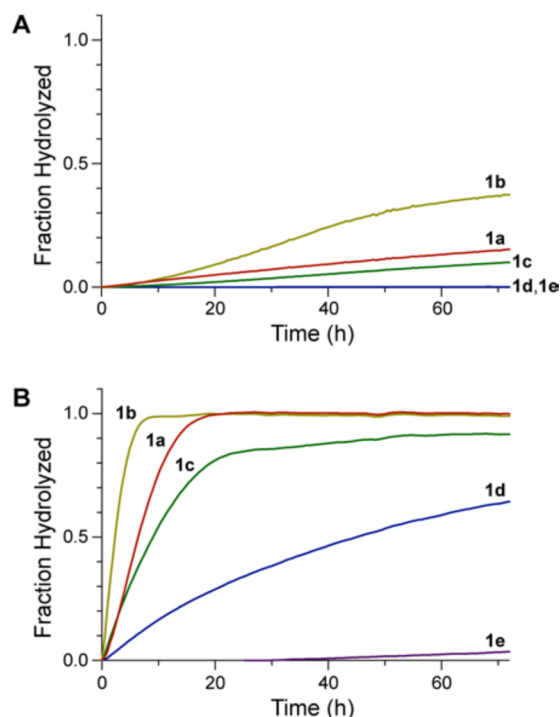 A
1.0
0.5
0.0
Fraction Hydrolyzed
1b
1a
1c
1d,1e
0 20 40 60
Time (h)
B
1.0
0.5
0.0
Fraction Hydrolyzed
1b
1a
1c
1d
1e
0 20 40 60
Time (h)